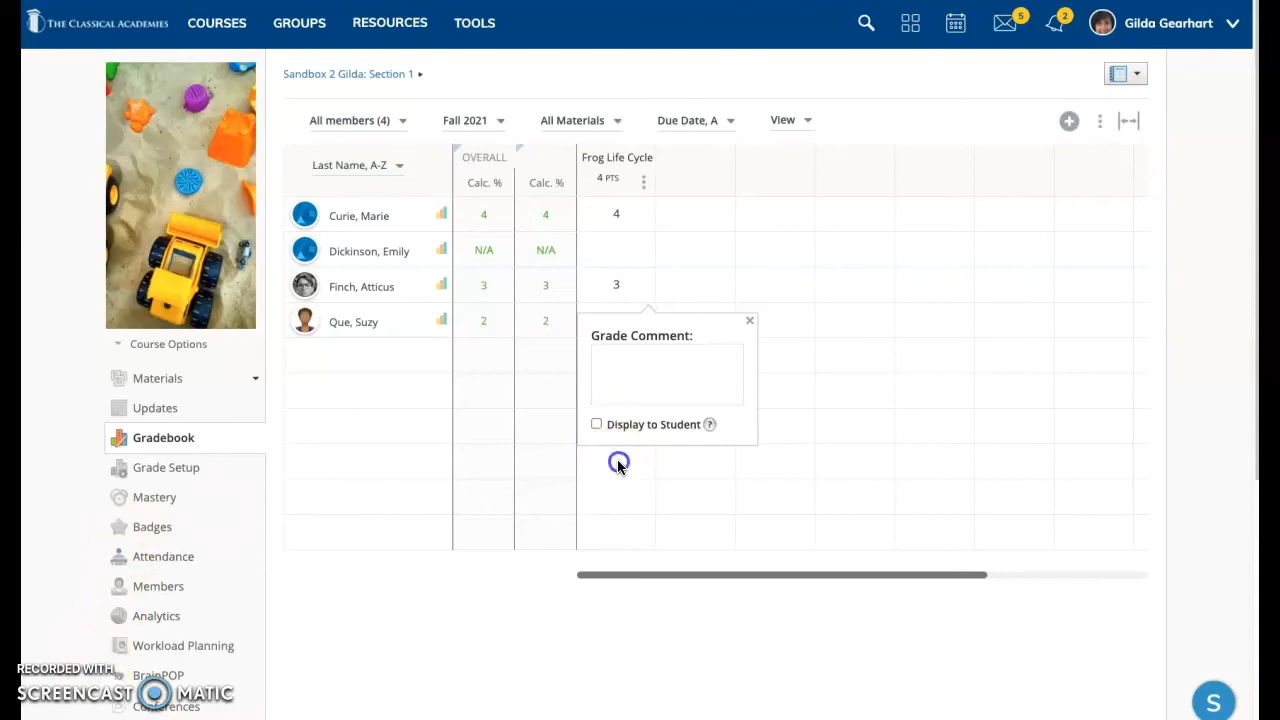 THE CLASSICAL ACADEMIES COURSES GROUPS RESOURCES TOOLS 5 2 Gilda Gearhart
Sandbox 2 Gilda: Section 1
All members (4) Fall 2021 All Materials Due Date, A View
Last Name, A-Z OVERALL Frog Life Cycle
Calc. % Calc. % 4 PTS
Curie, Marie 4 4 4
Dickinson, Emily N/A N/A
Finch, Atticus 3 3 3
Que, Suzy 2 2
Grade Comment:
Display to Student ?
Course Options
Materials
Updates
Gradebook
Grade Setup
Mastery
Badges
Attendance
Members
Analytics
Workload Planning
BrainPOP
Conferences
RECORDED WITH
SCREENCAST MATIC
S